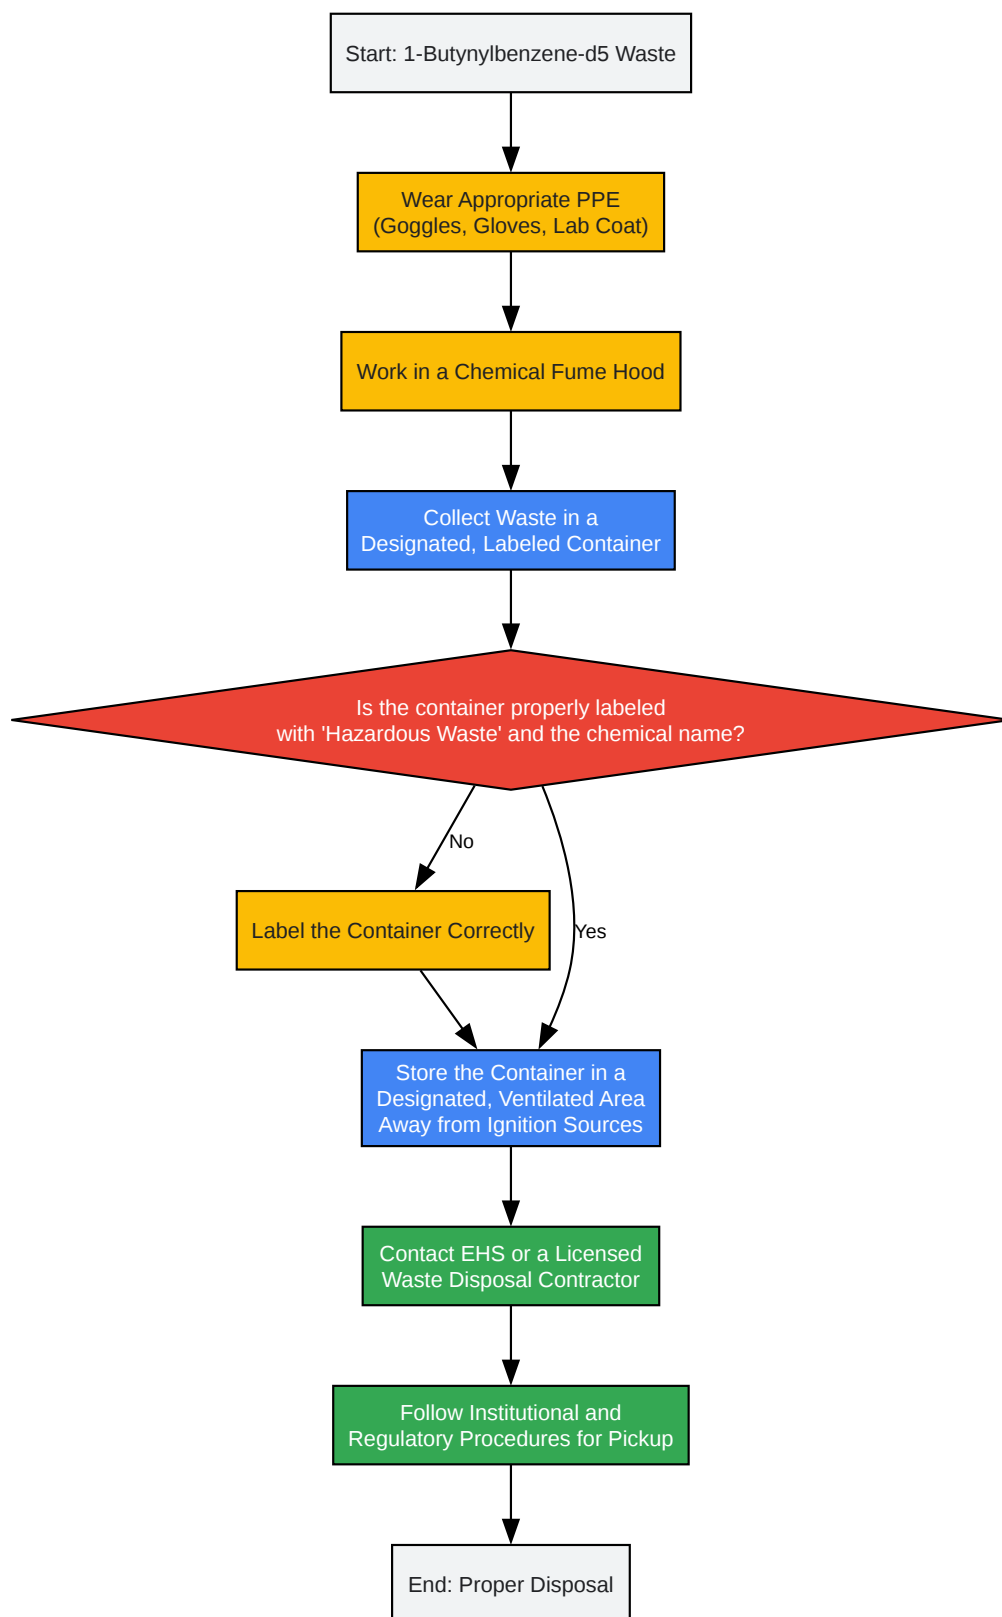 Start: 1-Butynylbenzene-d5 Waste
Wear Appropriate PPE
(Goggles, Gloves, Lab Coat)
Work in a Chemical Fume Hood
Collect Waste in a
Designated, Labeled Container
Is the container properly labeled
with 'Hazardous Waste' and the chemical name?
No
Label the Container Correctly
Yes
Store the Container in a
Designated, Ventilated Area
Away from Ignition Sources
Contact EHS or a Licensed
Waste Disposal Contractor
Follow Institutional and
Regulatory Procedures for Pickup
End: Proper Disposal